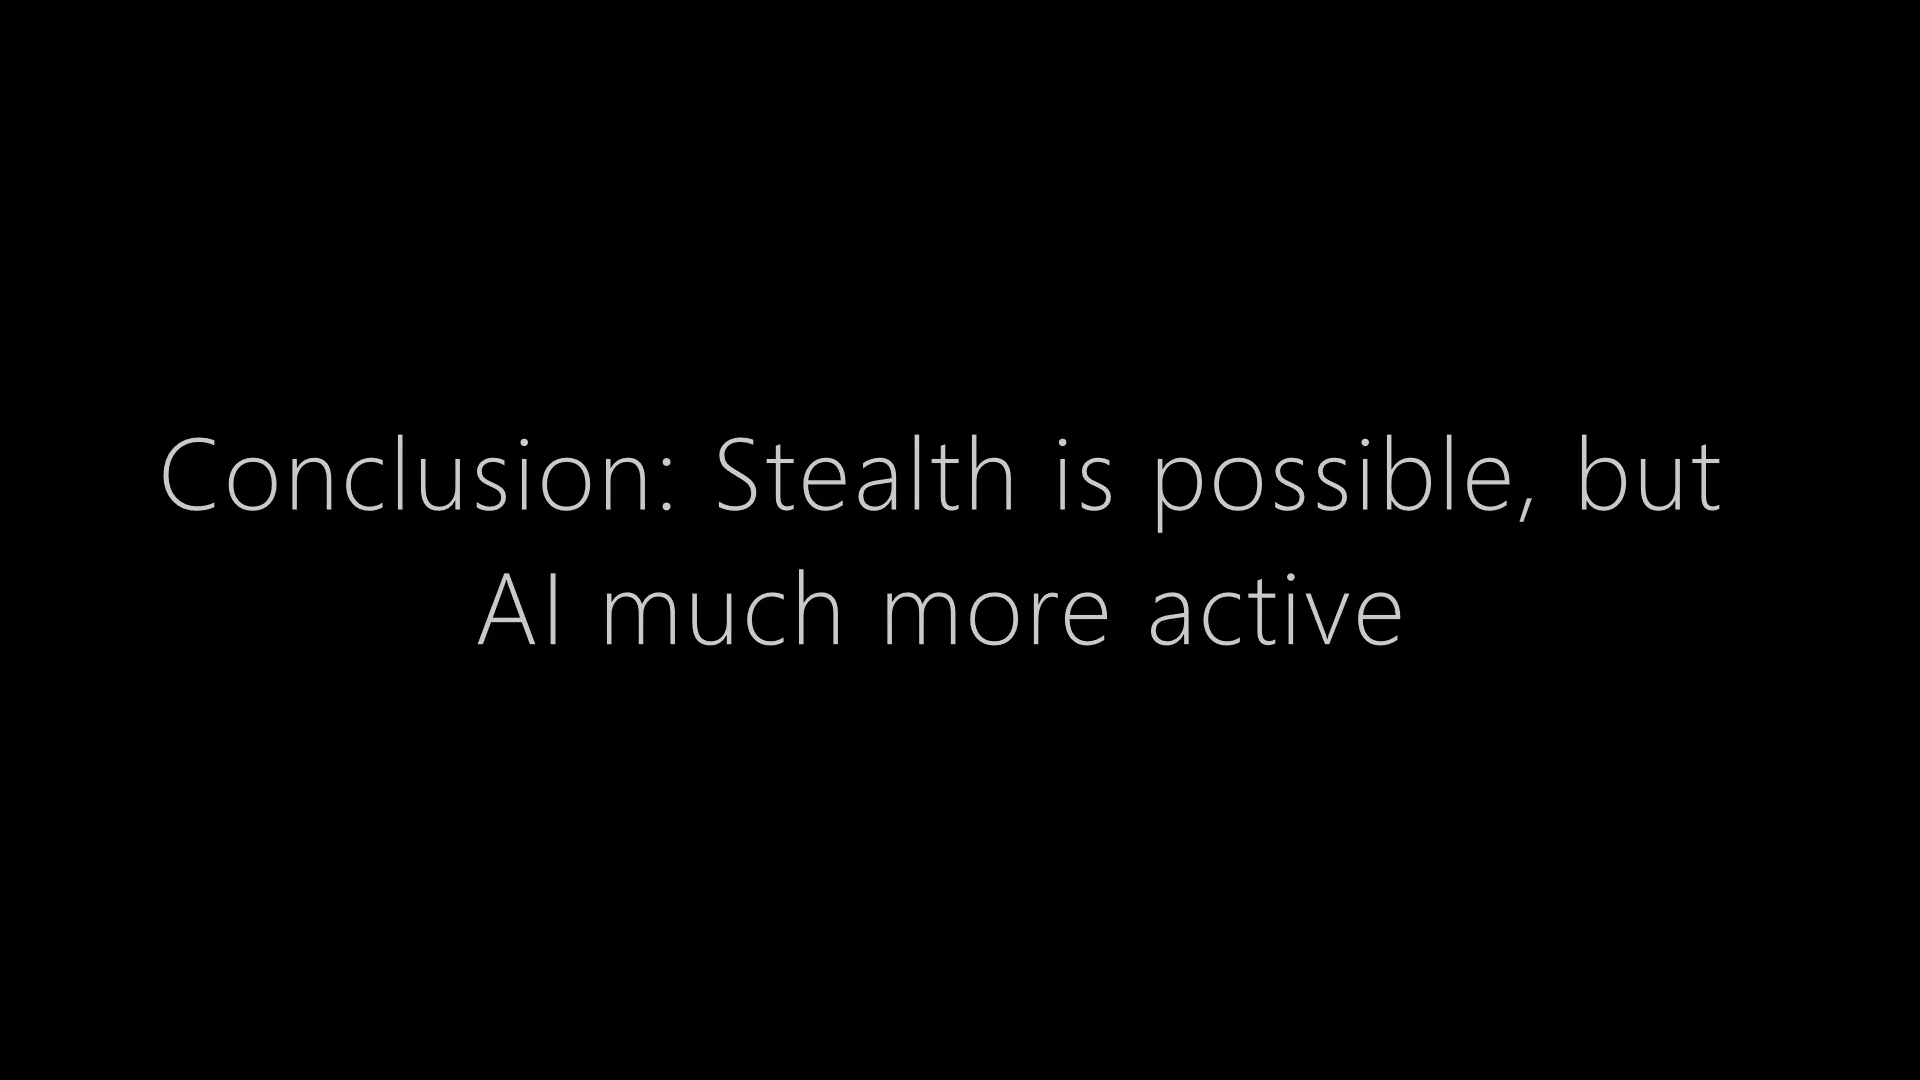 Conclusion: Stealth is possible, but
AI much more active